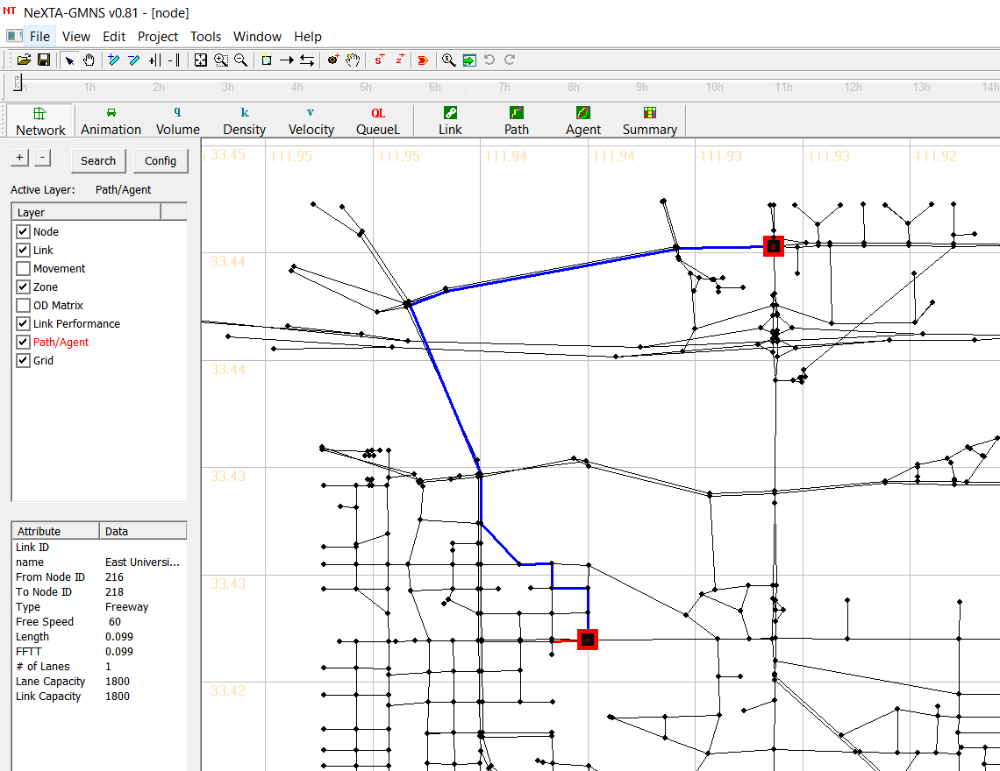 NeXTA-GMNS v0.81 - [node]
File View Edit Project Tools Window Help
1h 2h 3h 4h 5h 6h 7h 8h 9h 10h 11h 12h 13h 14h
q k v QL
Network Animation Volume Density Velocity QueueL Link Path Agent Summary
+ - Search Config
33.45 -111.95 -111.95 -111.94 -111.94 -111.93 -111.93 -111.92
Active Layer: Path/Agent
Layer
Node
Link
Movement
Zone
OD Matrix
Link Performance
Path/Agent
Grid
33.44
33.44
33.43
33.43
33.42
Attribute Data
Link ID
name East Universi...
From Node ID 216
To Node ID 218
Type Freeway
Free Speed 60
Length 0.099
FFTT 0.099
# of Lanes 1
Lane Capacity 1800
Link Capacity 1800